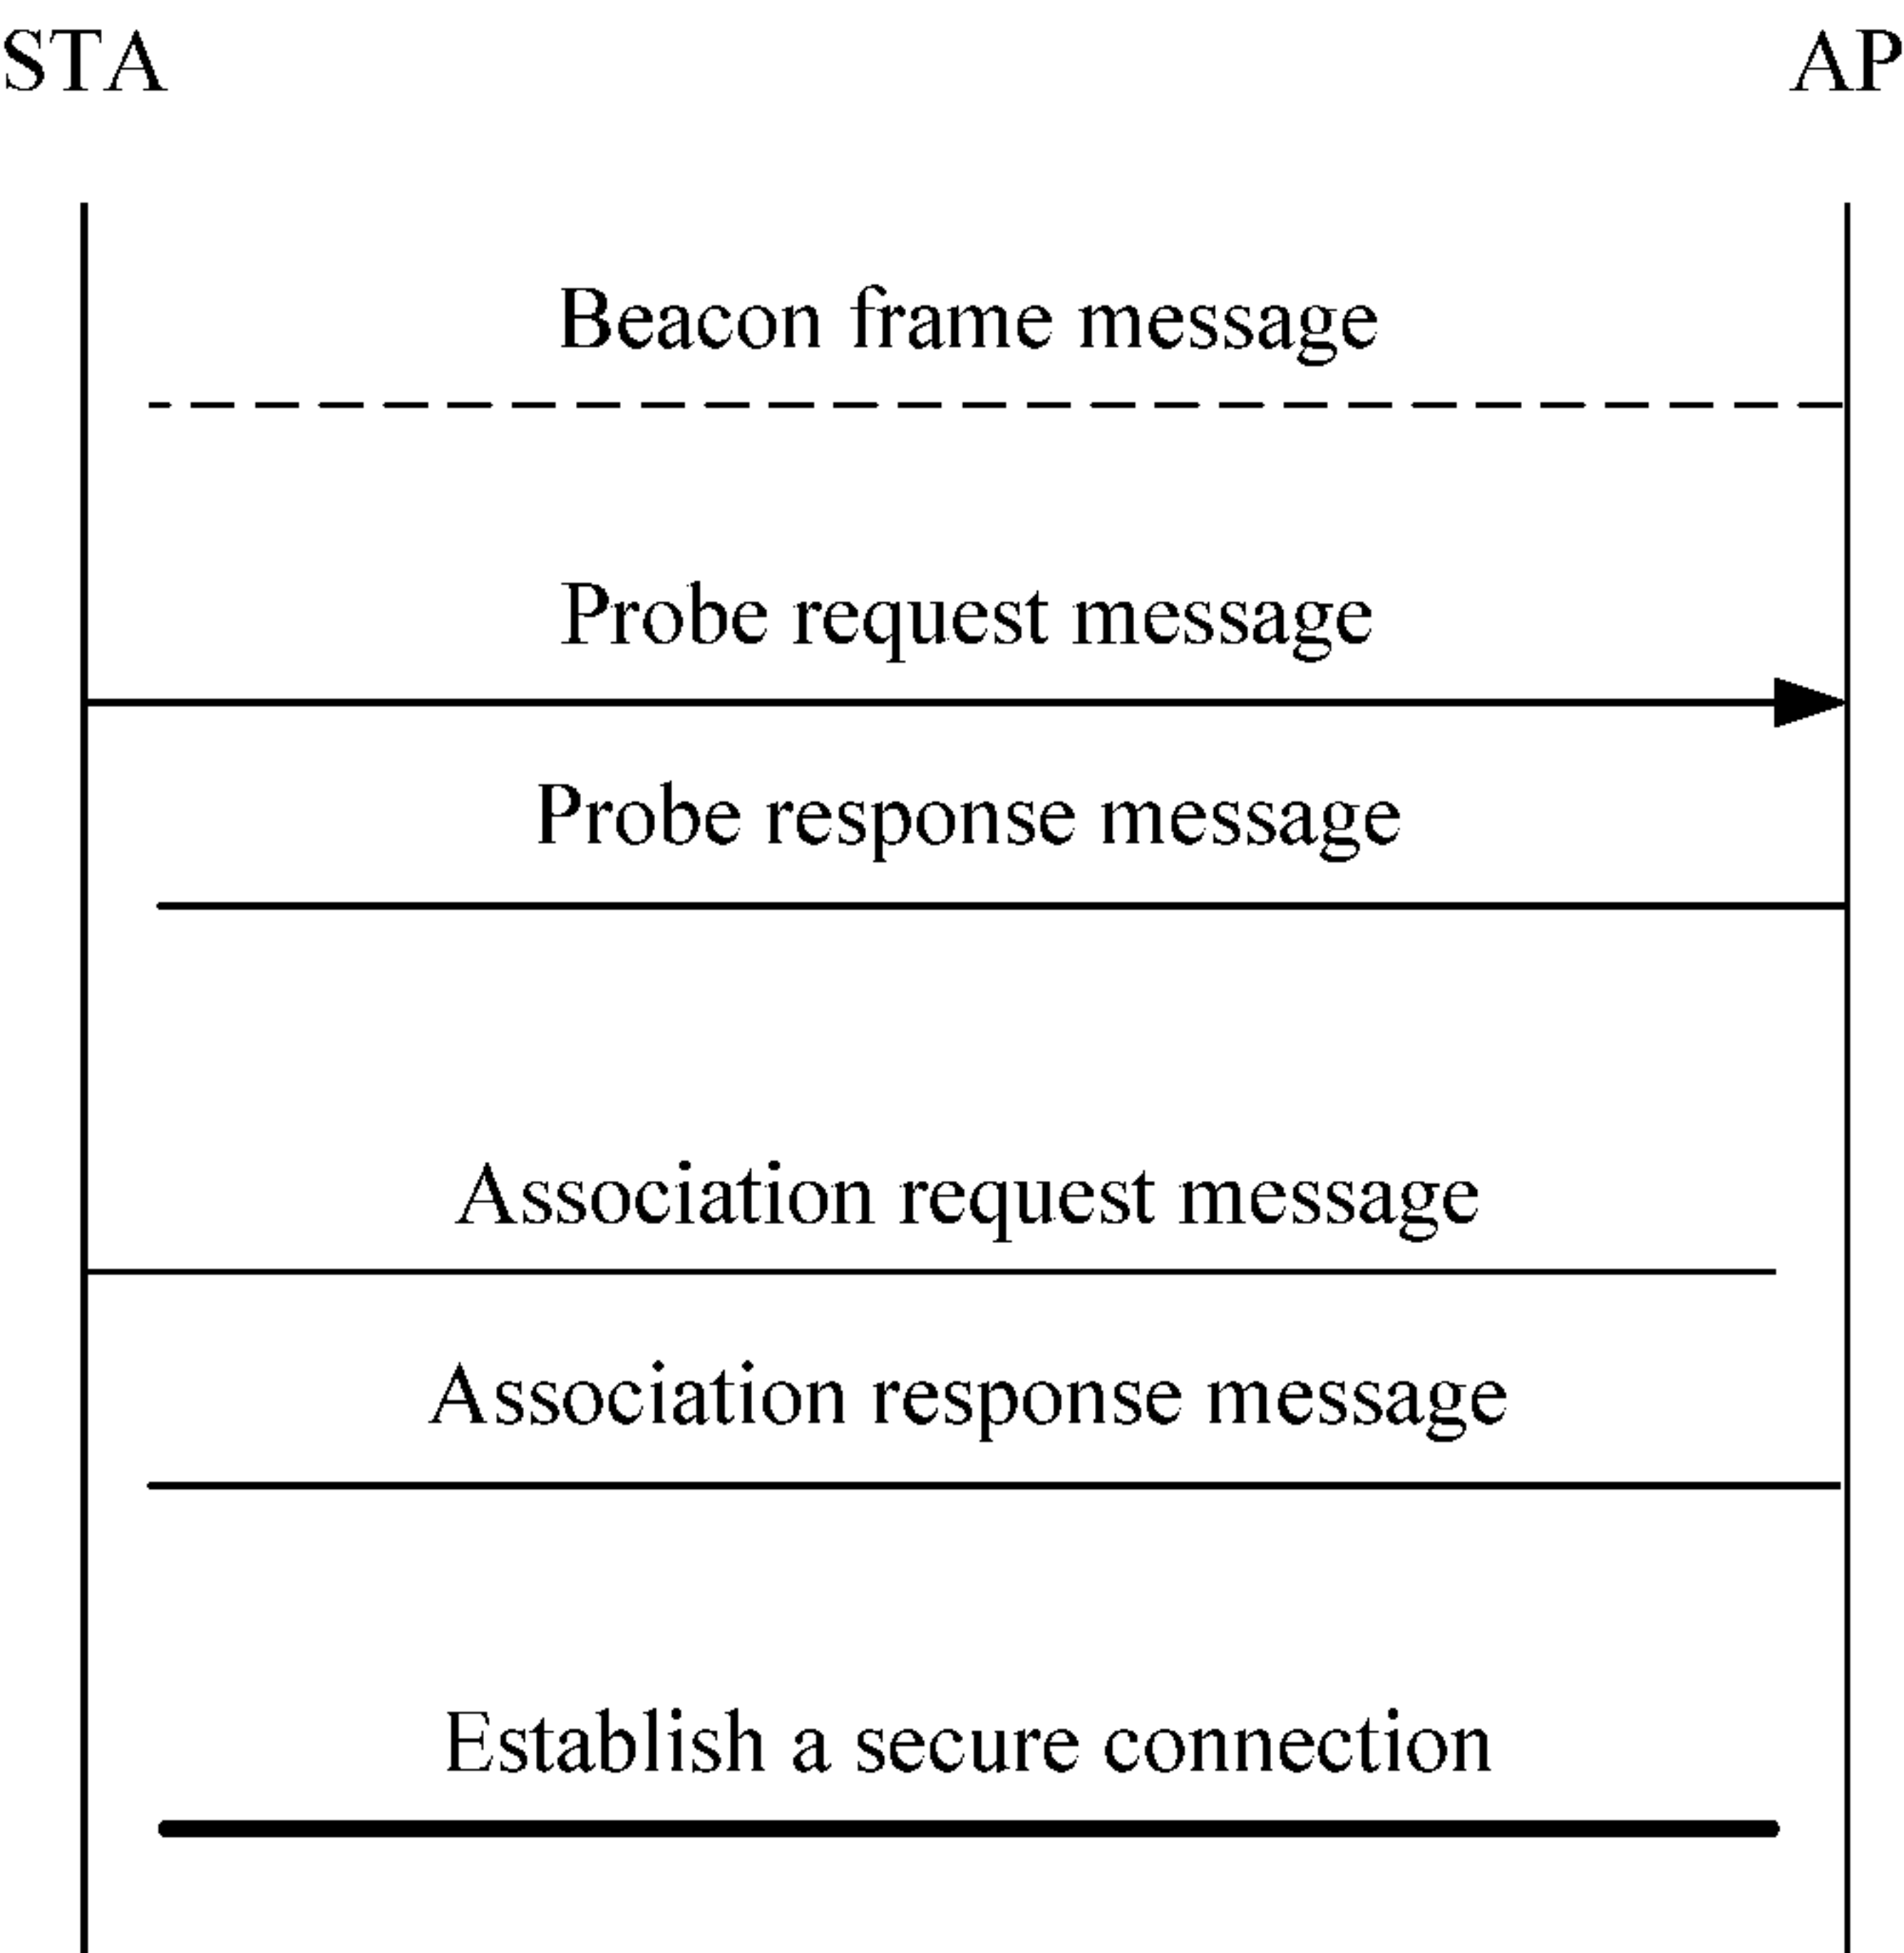 STA AP
Beacon frame message
Probe request message
Probe response message
Association request message
Association response message
Establish a secure connection